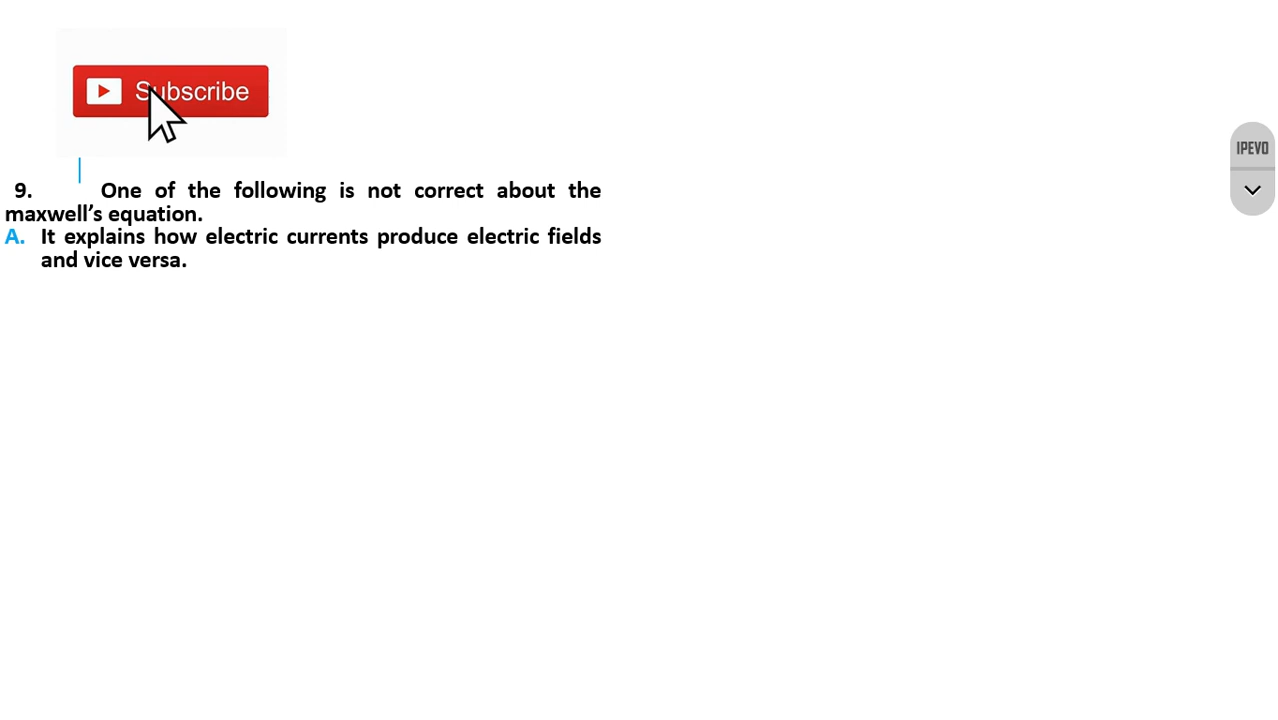 Subscribe
IPEVO
9. One of the following is not correct about the
maxwell’s equation.
A. It explains how electric currents produce electric fields
and vice versa.